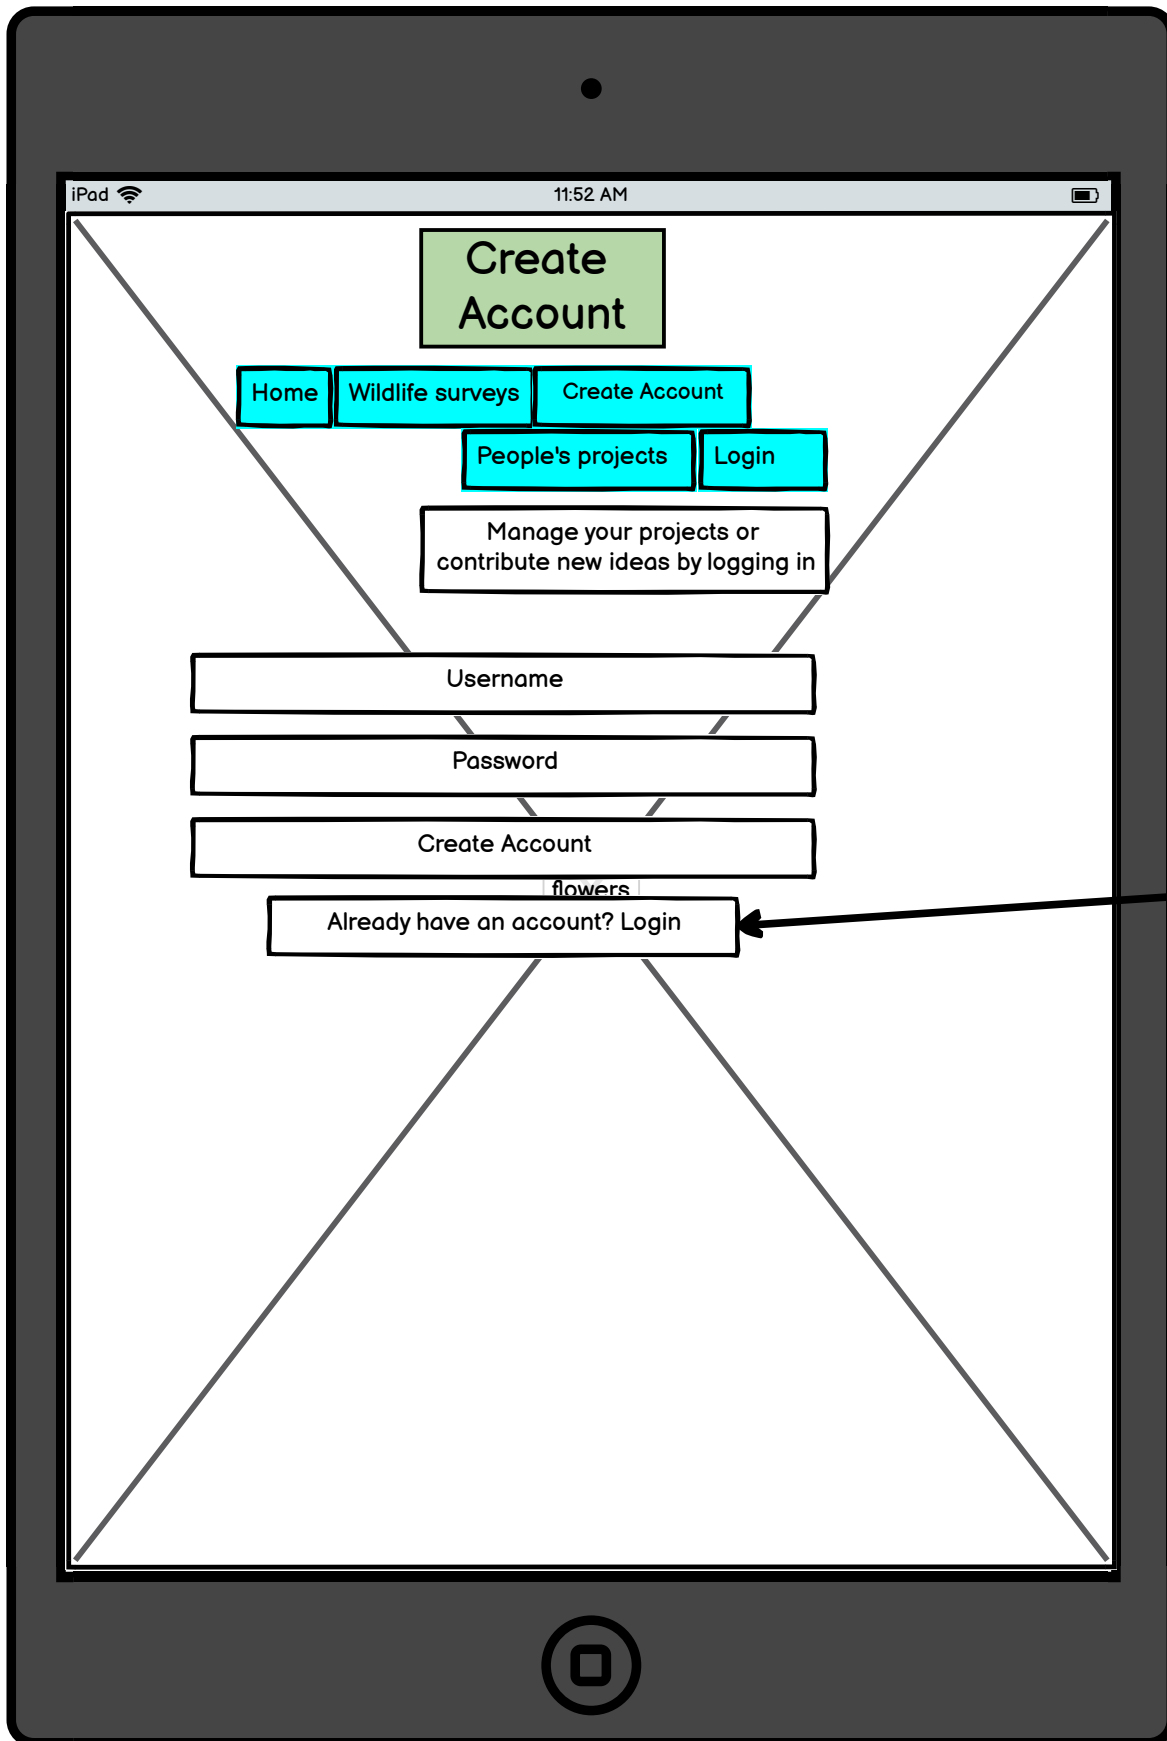 iPad 11:52 AM
Create
Account
Home Wildlife surveys Create Account
People's projects Login
Manage your projects or
contribute new ideas by logging in
Username
Password
Create Account
flowers
Already have an account? Login